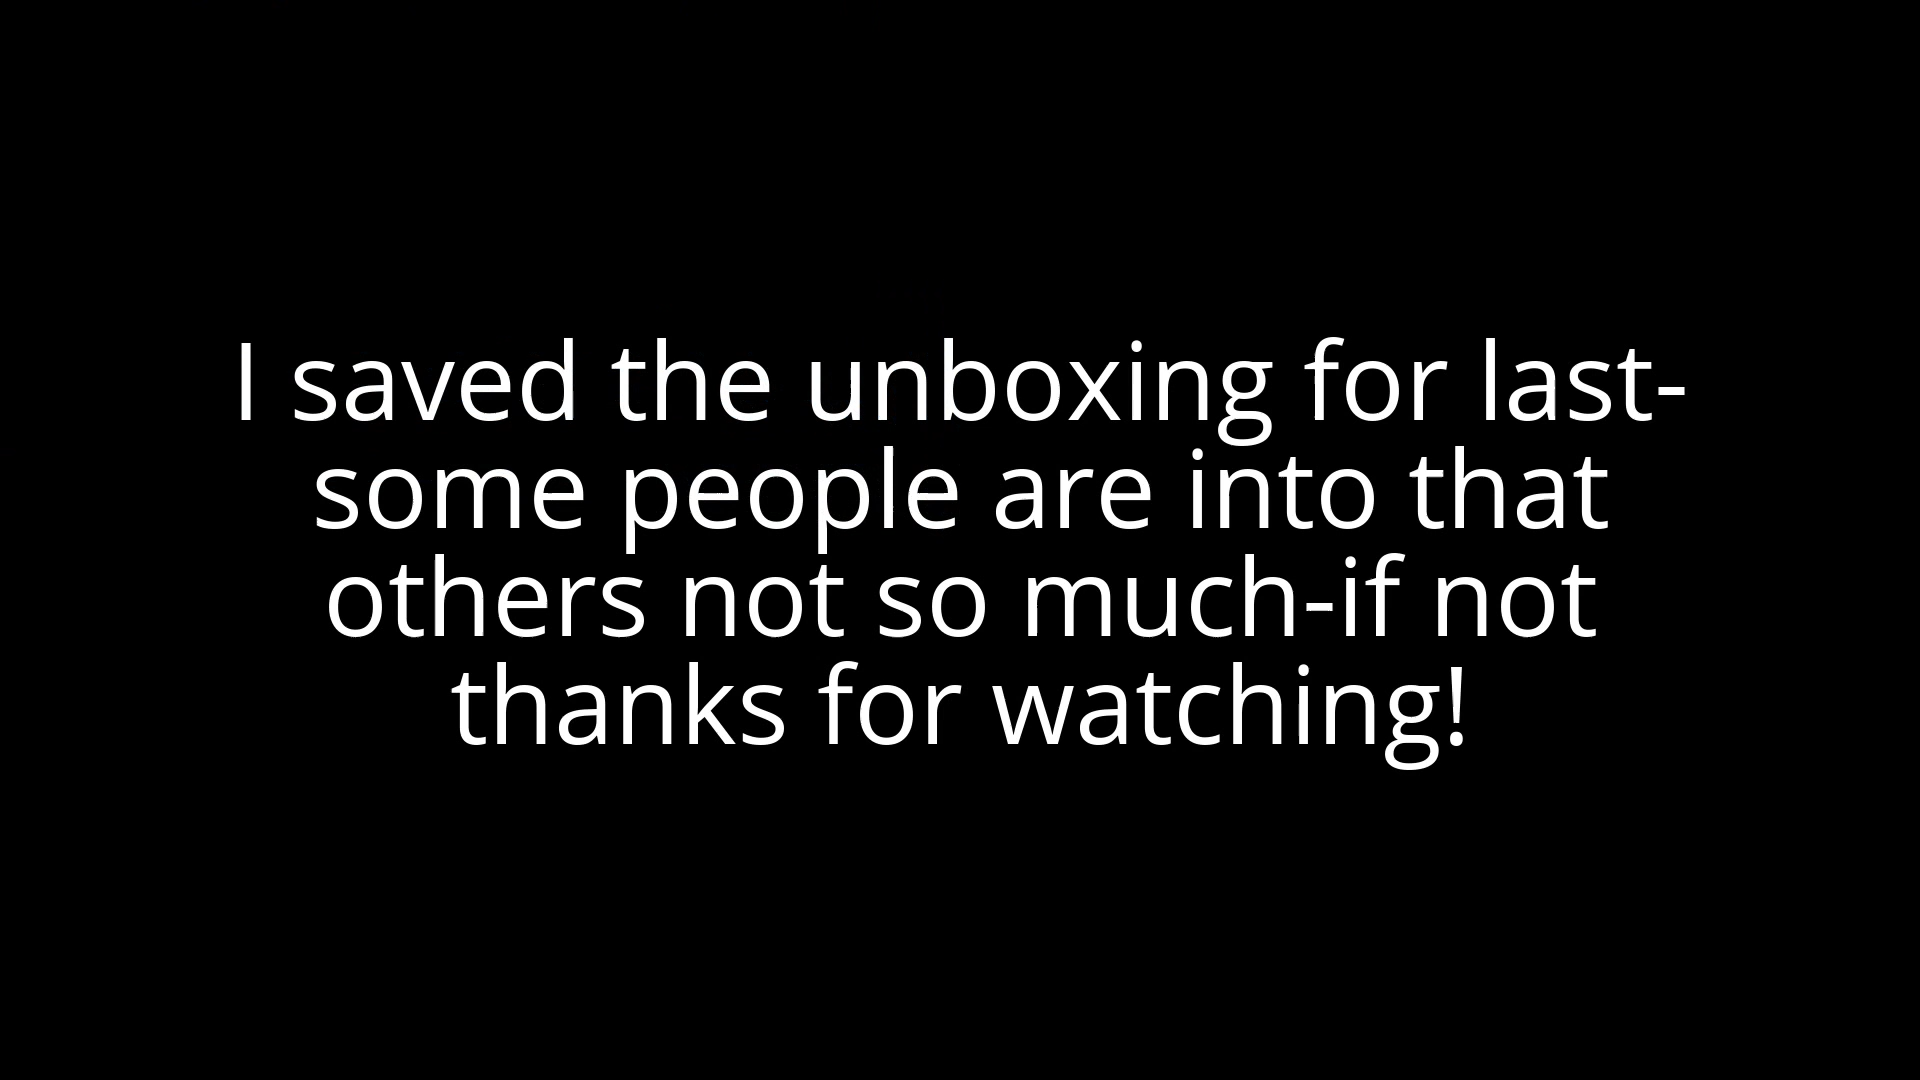 I saved the unboxing for last-
some people are into that
others not so much-if not
thanks for watching!